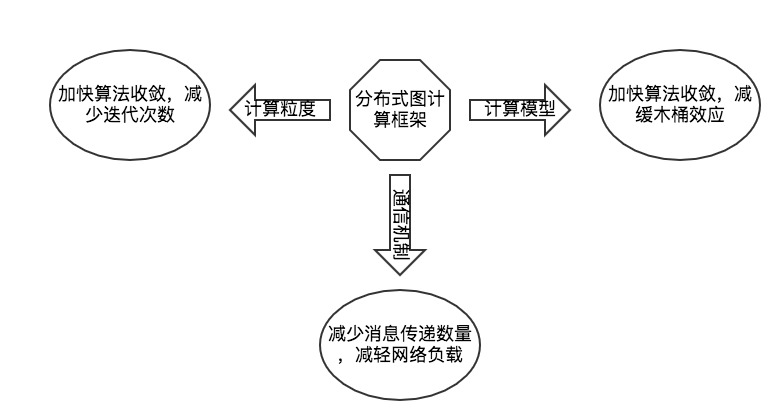 加快算法收敛，减
少迭代次数
计算粒度
分布式图计
算框架
计算模型
加快算法收敛，减
缓木桶效应
通信机制
减少消息传递数量
，减轻网络负载